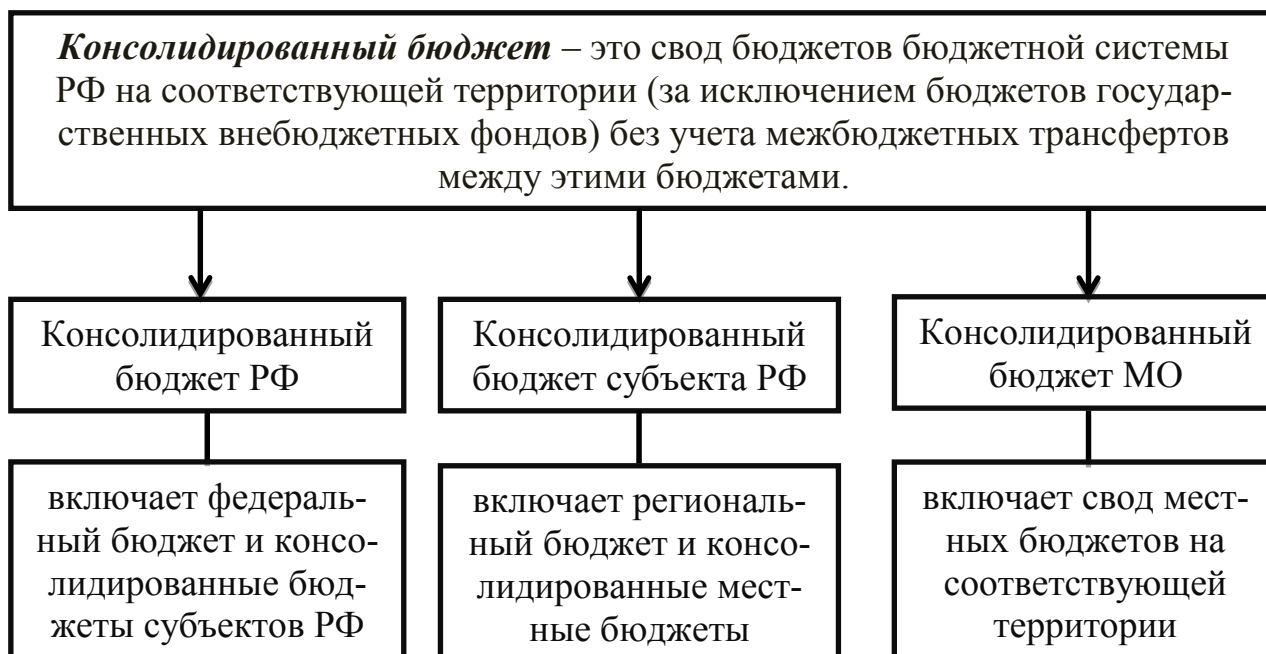 Консолидированный бюджет – это свод бюджетов бюджетной системы
РФ на соответствующей территории (за исключением бюджетов государ-
ственных внебюджетных фондов) без учета межбюджетных трансфертов
между этими бюджетами.
Консолидированный
бюджет РФ
Консолидированный
бюджет субъекта РФ
Консолидированный
бюджет МО
включает федераль-
ный бюджет и консо-
лидированные бюд-
жеты субъектов РФ
включает региональ-
ный бюджет и консо-
лидированные мест-
ные бюджеты
включает свод мест-
ных бюджетов на
соответствующей
территории